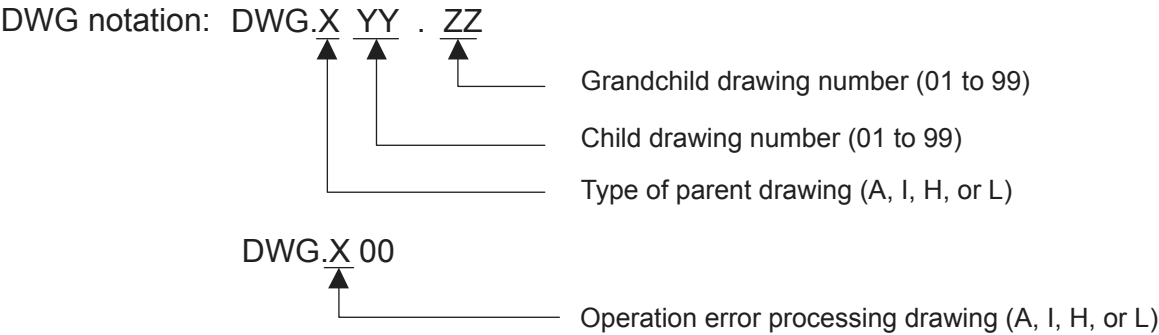 DWG notation: DWG.X YY . ZZ
Grandchild drawing number (01 to 99)
Child drawing number (01 to 99)
Type of parent drawing (A, I, H, or L)
DWG.X 00
Operation error processing drawing (A, I, H, or L)